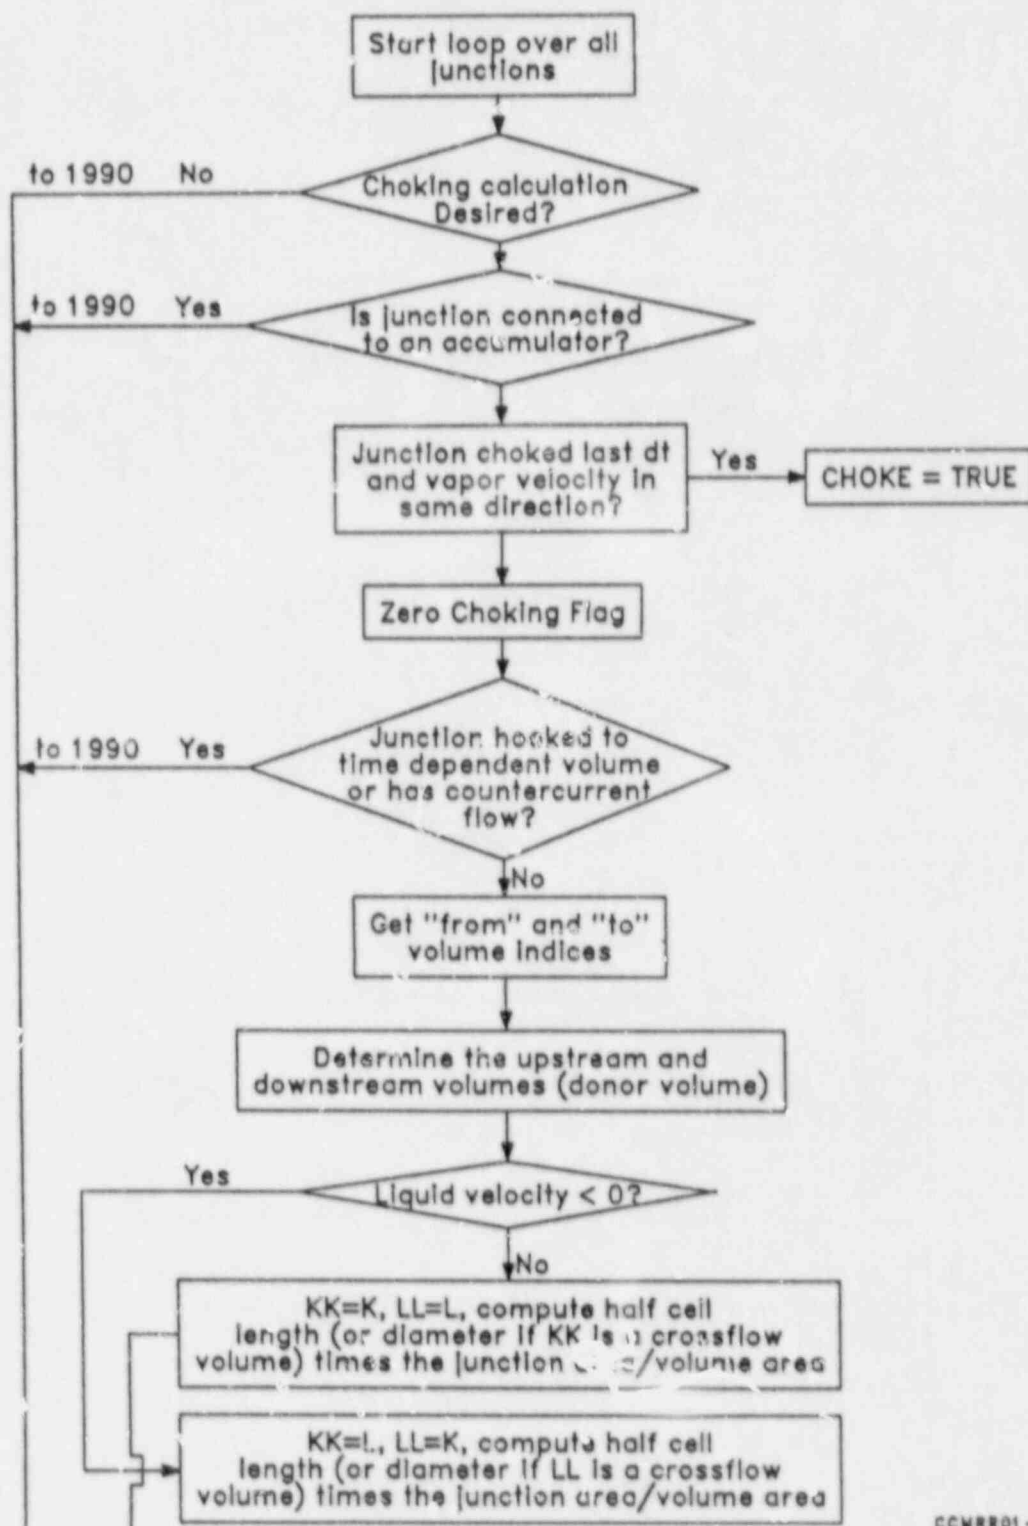 Start loop over all
junctions
to 1990 No
Choking calculation
Desired?
to 1990 Yes
Is junction connected
to an accumulator?
Junction choked last dt
and vapor velocity in
same direction?
Yes
CHOKE = TRUE
Zero Choking Flag
to 1990 Yes
Junction hooked to
time dependent volume
or has countercurrent
flow?
No
Get "from" and "to"
volume indices
Determine the upstream and
downstream volumes (donor volume)
Yes
Liquid velocity < 0?
No
KK=K, LL=L, compute half cell
length (or diameter if KK is a crossflow
volume) times the junction /volume area
KK=L, LL=K, compute half cell
length (or diameter if LL is a crossflow
volume) times the junction area/volume area